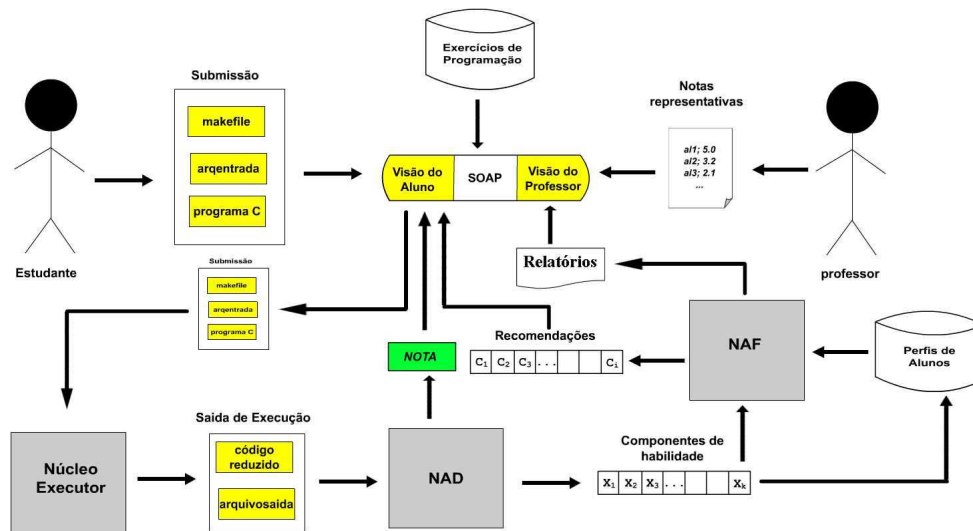 Exercícios de
Programação
Submissão
makefile
arqentrada
programa C
Estudante
Visão do
Aluno
SOAP
Visão do
Professor
Notas
representativas
al1; 5.0
al2; 3.2
al3; 2.1
...
professor
Submissão
makefile
arqentrada
programa C
Relatórios
NOTA
Recomendações
C1 C2 C3 ... Ci
NAF
Perfis de
Alunos
Núcleo
Executor
Saída de Execução
código
reduzido
arquivosaida
NAD
Componentes de
habilidade
X1 X2 X3 ... Xk